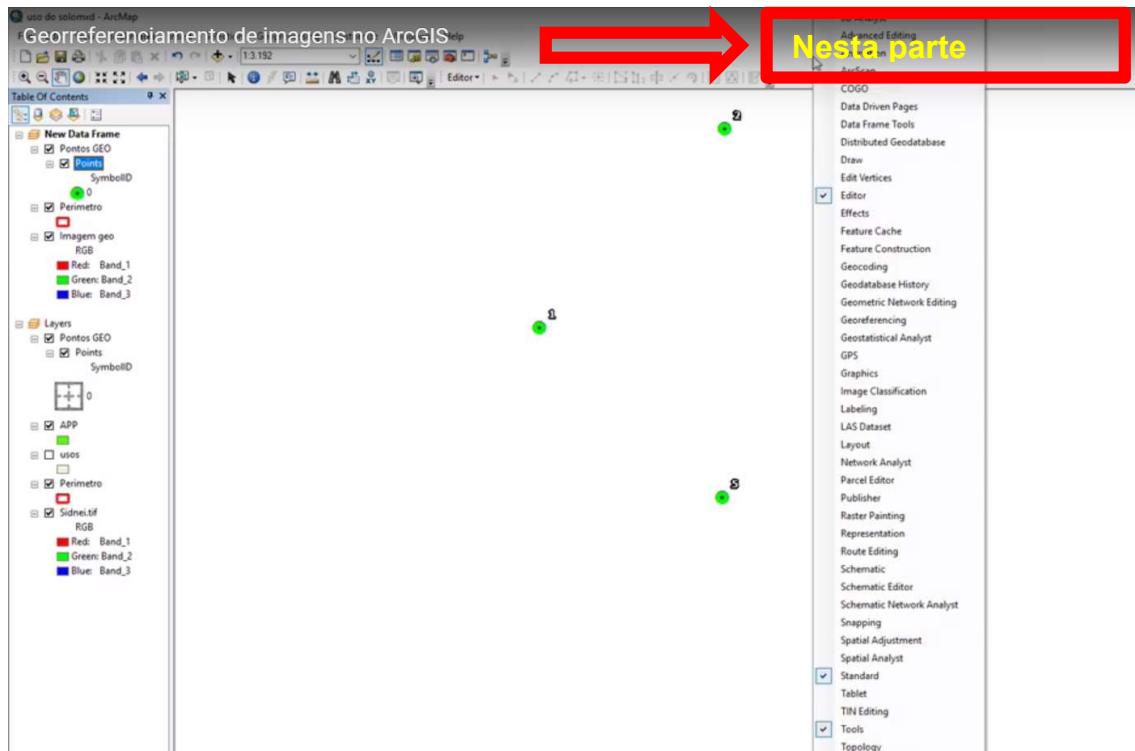 uso do solomxd - ArcMap
Georreferenciamento de imagens no ArcGIS
Help
1:3.192
Editor
Nesta parte
Table Of Contents
New Data Frame
Pontos GEO
Points
SymbolID
0
Perimetro
Imagem geo
RGB
Red: Band_1
Green: Band_2
Blue: Band_3
Layers
Pontos GEO
Points
SymbolID
0
APP
usos
Perimetro
Sidnei.tif
RGB
Red: Band_1
Green: Band_2
Blue: Band_3
2
1
Advanced Editing
ArcScan
COGO
Data Driven Pages
Data Frame Tools
Distributed Geodatabase
Draw
Edit Vertices
Editor
Effects
Feature Cache
Feature Construction
Geocoding
Geodatabase History
Geometric Network Editing
Georeferencing
Geostatistical Analyst
GPS
Graphics
Image Classification
Labeling
LAS Dataset
Layout
Network Analyst
Parcel Editor
Publisher
Raster Painting
Representation
Route Editing
Schematic
Schematic Editor
Schematic Network Analyst
Snapping
Spatial Adjustment
Spatial Analyst
Standard
Tablet
TIN Editing
Tools
Topology